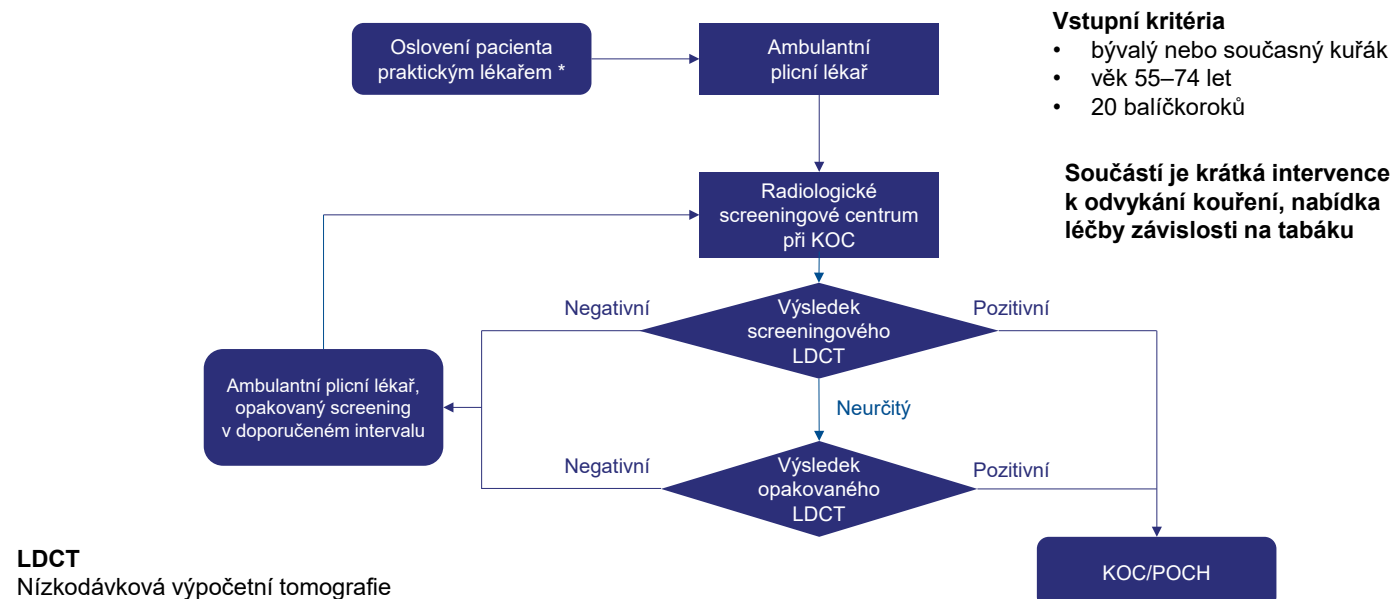 Oslovení pacienta
praktickým lékařem *
Ambulantní
plicní lékař
Vstupní kritéria
• bývalý nebo současný kuřák
• věk 55–74 let
• 20 balíčkoroků
Součástí je krátká intervence
k odvykání kouření, nabídka
léčby závislosti na tabáku
Radiologické
screeningové centrum
při KOC
Negativní
Výsledek
screeningového
LDCT
Pozitivní
Ambulantní plicní lékař,
opakovaný screening
v doporučeném intervalu
Neurčitý
Negativní
Výsledek
opakovaného
LDCT
Pozitivní
KOC/POCH
LDCT
Nízkodávková výpočetní tomografie